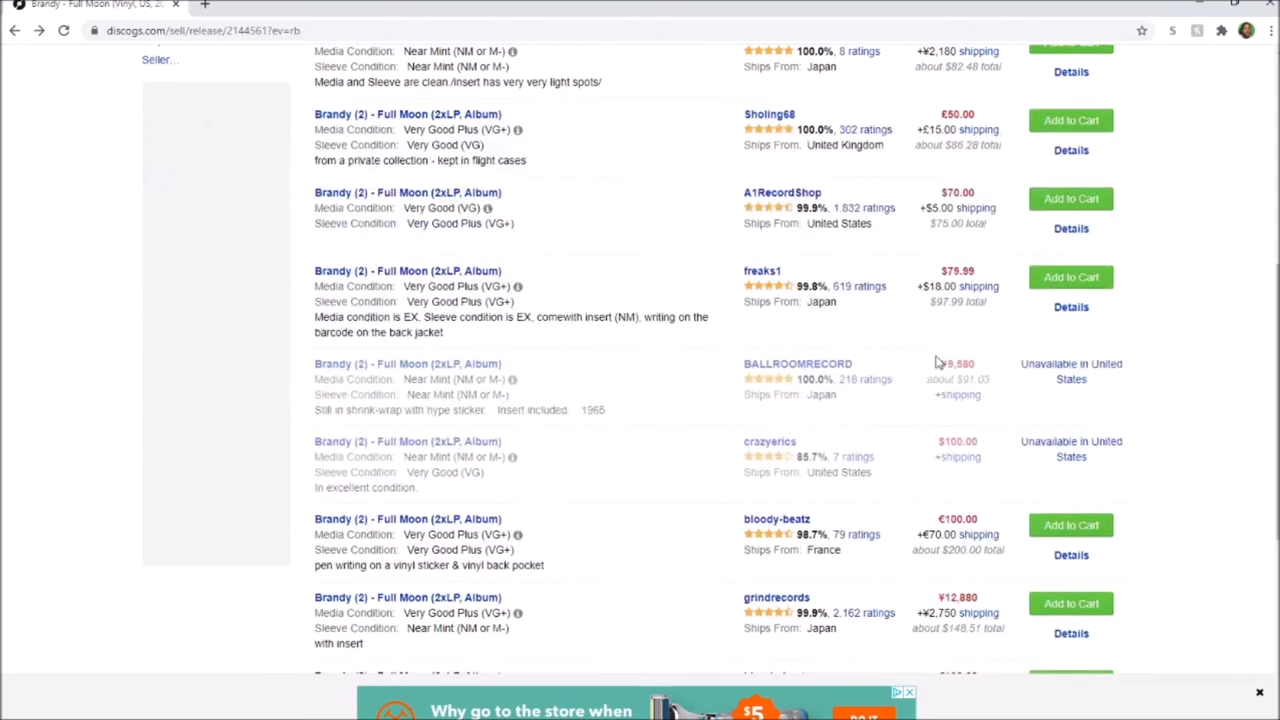 Brandy - Full Moon (Vinyl, US, 20
discogs.com/sell/release/2144561?ev=rb
Seller...
Media Condition: Near Mint (NM or M-)
Sleeve Condition: Near Mint (NM or M-)
Media and Sleeve are clean./insert has very very light spots/
100.0%, 8 ratings
Ships From: Japan
+¥2,180 shipping
about $82.48 total
Details
Brandy (2) - Full Moon (2xLP, Album)
Media Condition: Very Good Plus (VG+)
Sleeve Condition: Very Good (VG)
from a private collection - kept in flight cases
Sholing68
100.0%, 302 ratings
Ships From: United Kingdom
£50.00
+£15.00 shipping
about $86.28 total
Add to Cart
Details
Brandy (2) - Full Moon (2xLP, Album)
Media Condition: Very Good (VG)
Sleeve Condition: Very Good Plus (VG+)
A1RecordShop
99.9%, 1,832 ratings
Ships From: United States
$70.00
+$5.00 shipping
$75.00 total
Add to Cart
Details
Brandy (2) - Full Moon (2xLP, Album)
Media Condition: Very Good Plus (VG+)
Sleeve Condition: Very Good Plus (VG+)
Media condition is EX, Sleeve condition is EX, comewith insert (NM), writing on the
barcode on the back jacket
freaks1
99.8%, 619 ratings
Ships From: Japan
$79.99
+$18.00 shipping
$97.99 total
Add to Cart
Details
Brandy (2) - Full Moon (2xLP, Album)
Media Condition: Near Mint (NM or M-)
Sleeve Condition: Near Mint (NM or M-)
Still in shrink-wrap with hype sticker. Insert included. 1965
BALLROOMRECORD
100.0%, 218 ratings
Ships From: Japan
9,580
about $91.03
+shipping
Unavailable in United
States
Brandy (2) - Full Moon (2xLP, Album)
Media Condition: Near Mint (NM or M-)
Sleeve Condition: Very Good (VG)
In excellent condition.
crazyerics
85.7%, 7 ratings
Ships From: United States
$100.00
+shipping
Unavailable in United
States
Brandy (2) - Full Moon (2xLP, Album)
Media Condition: Very Good Plus (VG+)
Sleeve Condition: Very Good Plus (VG+)
pen writing on a vinyl sticker & vinyl back pocket
bloody-beatz
98.7%, 79 ratings
Ships From: France
€100.00
+€70.00 shipping
about $200.00 total
Add to Cart
Details
Brandy (2) - Full Moon (2xLP, Album)
Media Condition: Very Good Plus (VG+)
Sleeve Condition: Near Mint (NM or M-)
with insert
grindrecords
99.9%, 2,162 ratings
Ships From: Japan
¥12,880
+¥2,750 shipping
about $148.51 total
Add to Cart
Details
Why go to the store when
$5
DO IT